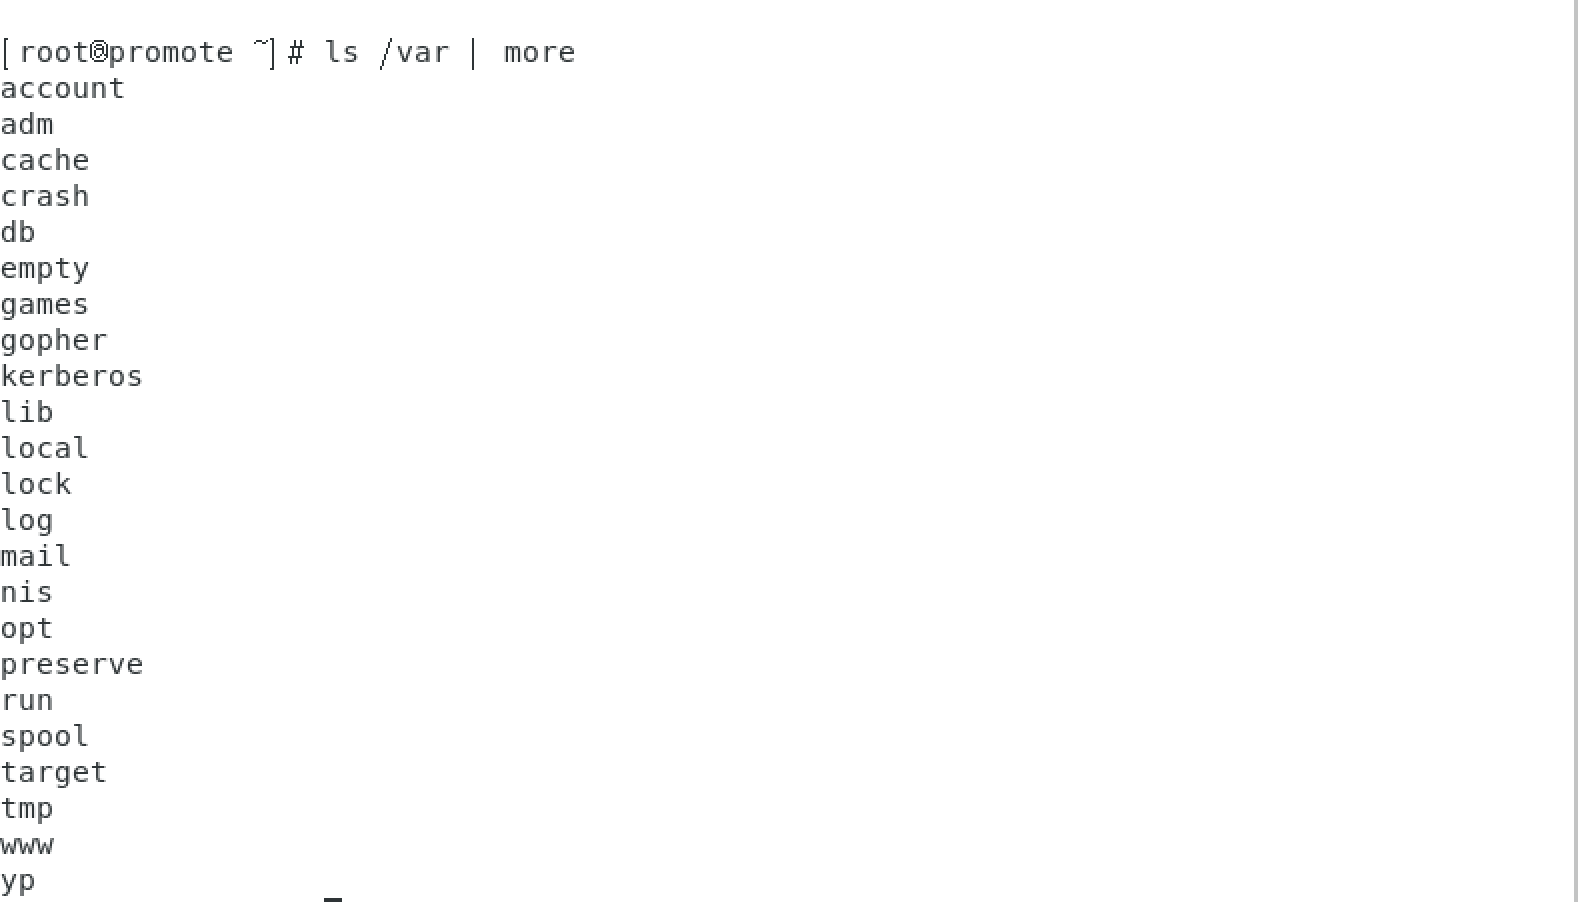 [root@promote ~]# ls /var | more
account
adm
cache
crash
db
empty
games
gopher
kerberos
lib
local
lock
log
mail
nis
opt
preserve
run
spool
target
tmp
www
yp